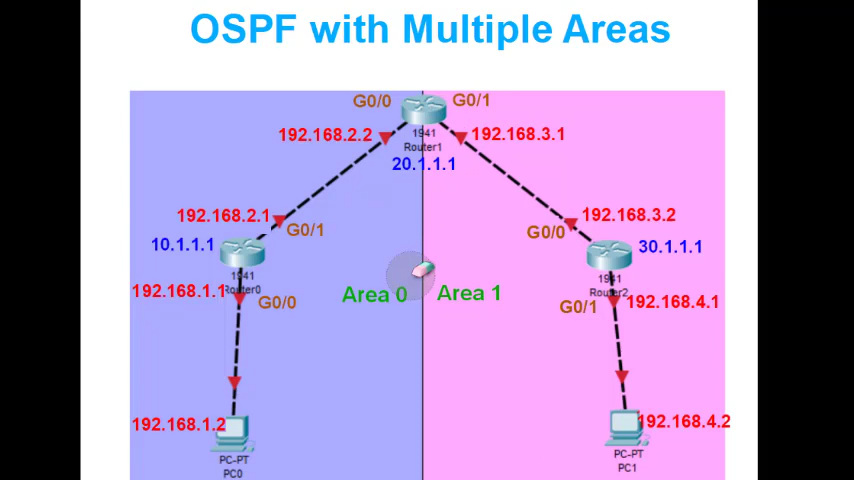 OSPF with Multiple Areas
G0/0
G0/1
192.168.2.2
192.168.3.1
1941
Router1
20.1.1.1
192.168.2.1
G0/1
10.1.1.1
192.168.3.2
G0/0
30.1.1.1
1941
Router0
192.168.1.1
G0/0
Area 0
Area 1
1941
Router2
G0/1
192.168.4.1
192.168.1.2
PC-PT
PC0
192.168.4.2
PC-PT
PC1